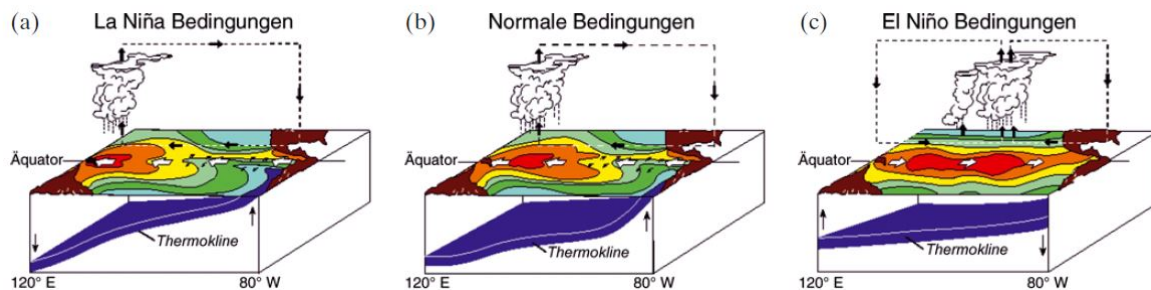 (a) La Niña Bedingungen
Äquator
Thermokline
120° E 80° W
(b) Normale Bedingungen
Äquator
Thermokline
120° E 80° W
(c) El Niño Bedingungen
Äquator
Thermokline
120° E 80° W